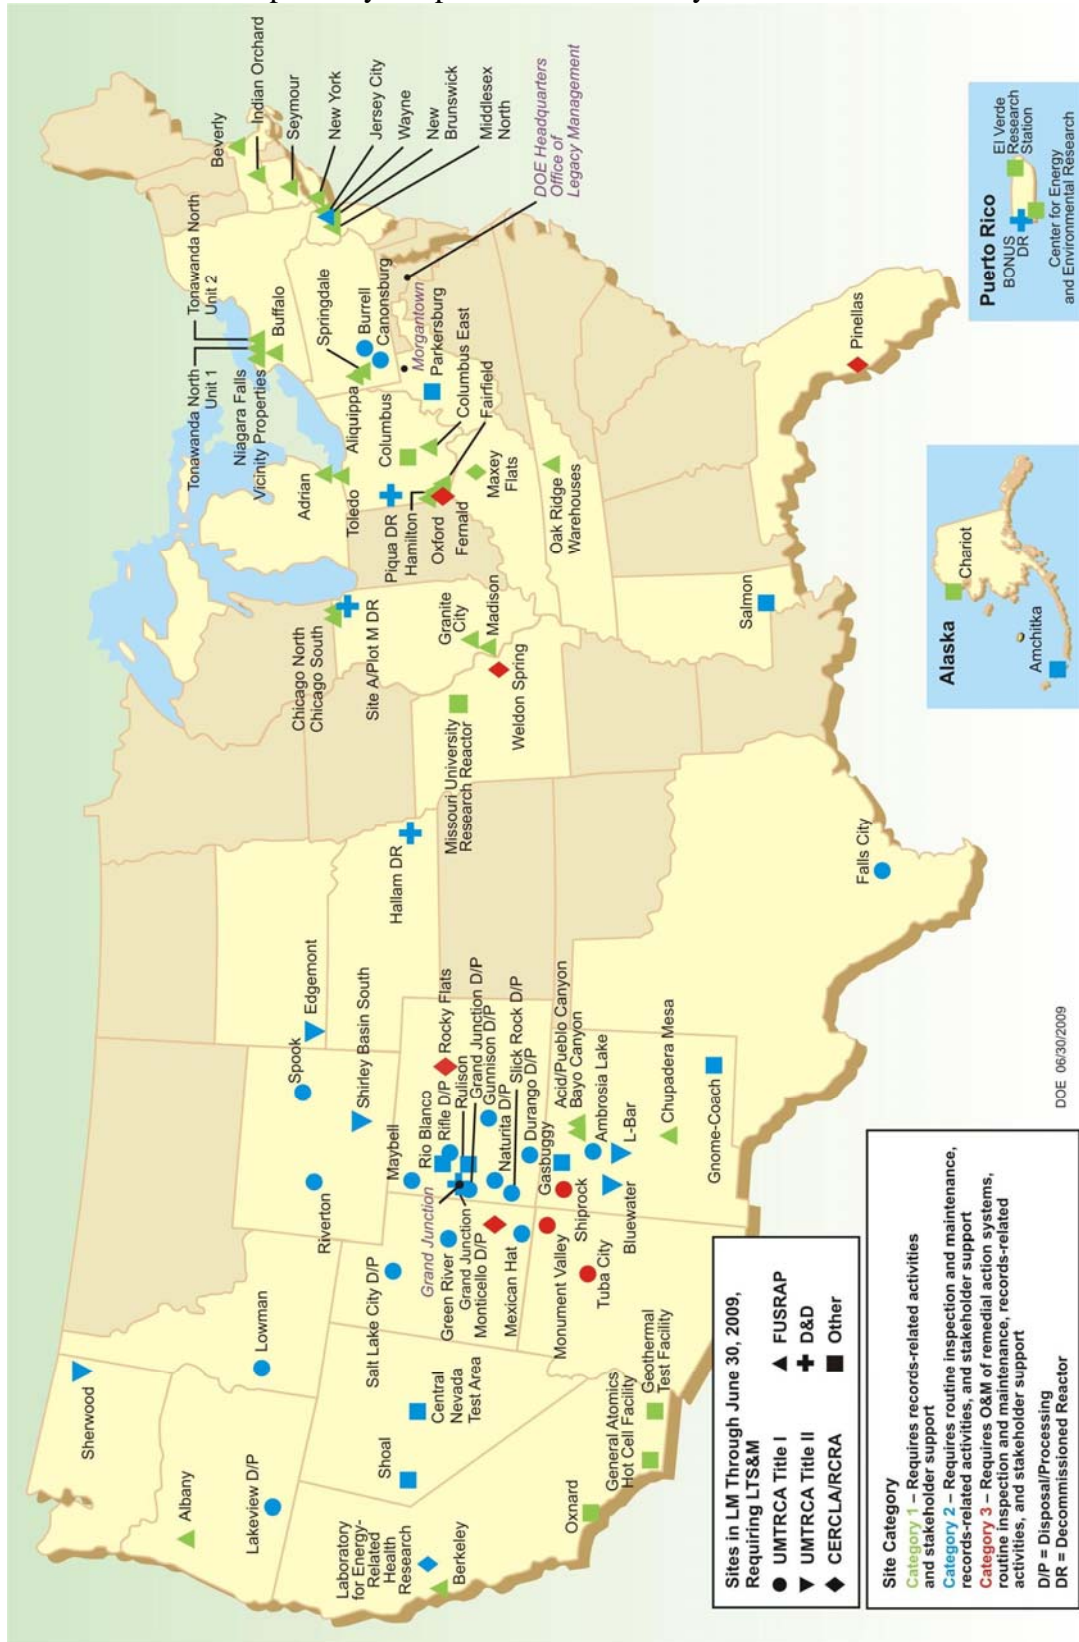 Sherwood
Albany
Lakeview D/P
Lowman
Laboratory
for Energy-
Related
Health
Research
Berkeley
Shoal
Central
Nevada
Test Area
Oxnard
General Atomics
Hot Cell Facility
Geothermal
Test Facility
Salt Lake City D/P
Green River
Grand Junction
Grand Junction
Monticello D/P
Mexican Hat
Monument Valley
Tuba City
Riverton
Spook
Shirley Basin South
Edgemont
Maybell
Rio Blanco
Rifle D/P
Rulison
Rocky Flats
Grand Junction D/P
Gunnison D/P
Naturita D/P
Slick Rock D/P
Durango D/P
Gasbuggy
Shiprock
Acid/Pueblo Canyon
Bayo Canyon
Ambrosia Lake
L-Bar
Bluewater
Chupadera Mesa
Gnome-Coach
Hallam DR
Falls City
Missouri University
Research Reactor
Weldon Spring
Granite
City
Madison
Chicago North
Chicago South
Site A/Plot M DR
Salmon
Adrian
Toledo
Piqua DR
Hamilton
Oxford
Fernald
Columbus
Columbus East
Fairfield
Maxey
Flats
Oak Ridge
Warehouses
Parkersburg
Morgantown
Aliquippa
Springdale
Burrell
Canonsburg
Tonawanda North
Unit 1
Tonawanda North
Unit 2
Niagara Falls
Vicinity Properties
Buffalo
Beverly
Indian Orchard
Seymour
New York
Jersey City
Wayne
New
Brunswick
Middlesex
North
DOE Headquarters
Office of
Legacy Management
Pinellas
Alaska
Chariot
Amchitka
Puerto Rico
BONUS
DR
El Verde
Research
Station
Center for Energy
and Environmental Research
Sites in LM Through June 30, 2009,
Requiring LTS&M
UMTRCA Title I
FUSRAP
UMTRCA Title II
D&D
CERCLA/RCRA
Other
Site Category
Category 1 – Requires records-related activities
and stakeholder support
Category 2 – Requires routine inspection and maintenance,
records-related activities, and stakeholder support
Category 3 – Requires O&M of remedial action systems,
routine inspection and maintenance, records-related
activities, and stakeholder support
D/P = Disposal/Processing
DR = Decommissioned Reactor
DOE 06/30/2009